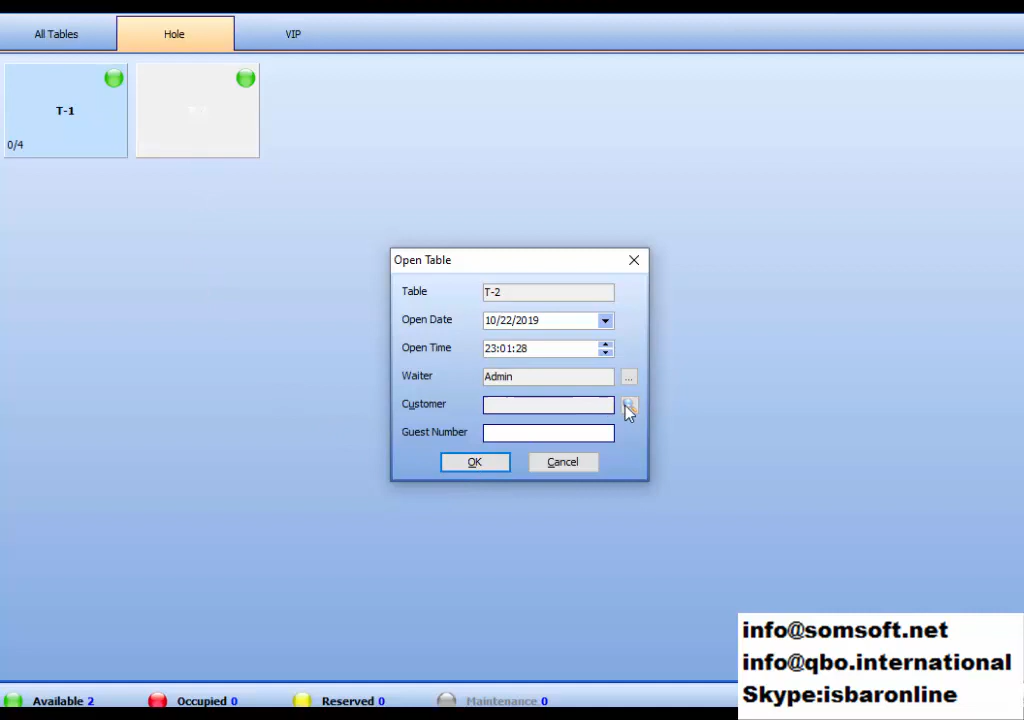 All Tables Hole VIP
T-1
0/4
Open Table
Table T-2
Open Date 10/22/2019
Open Time 23:01:28
Waiter Admin ...
Customer
Guest Number
OK Cancel
Available 2 Occupied 0 Reserved 0 Maintenance 0
info@somsoft.net
info@qbo.international
Skype:isbaronline